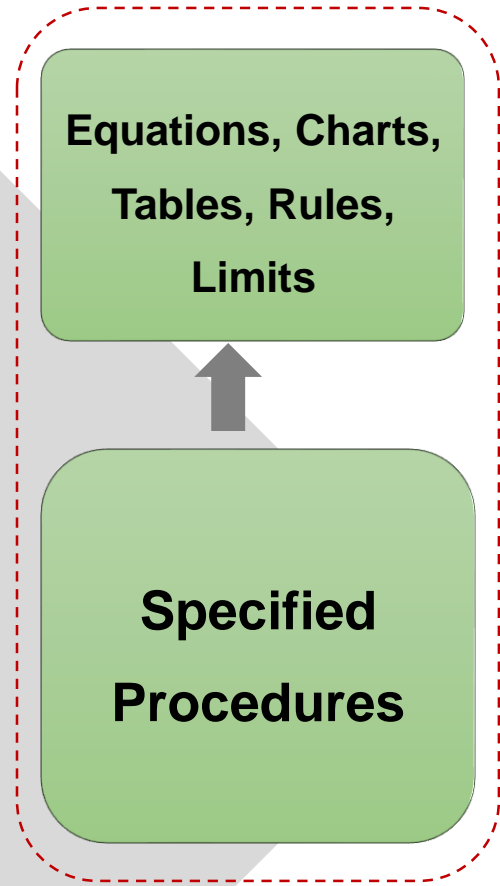 Equations, Charts,
Tables, Rules,
Limits
Specified
Procedures